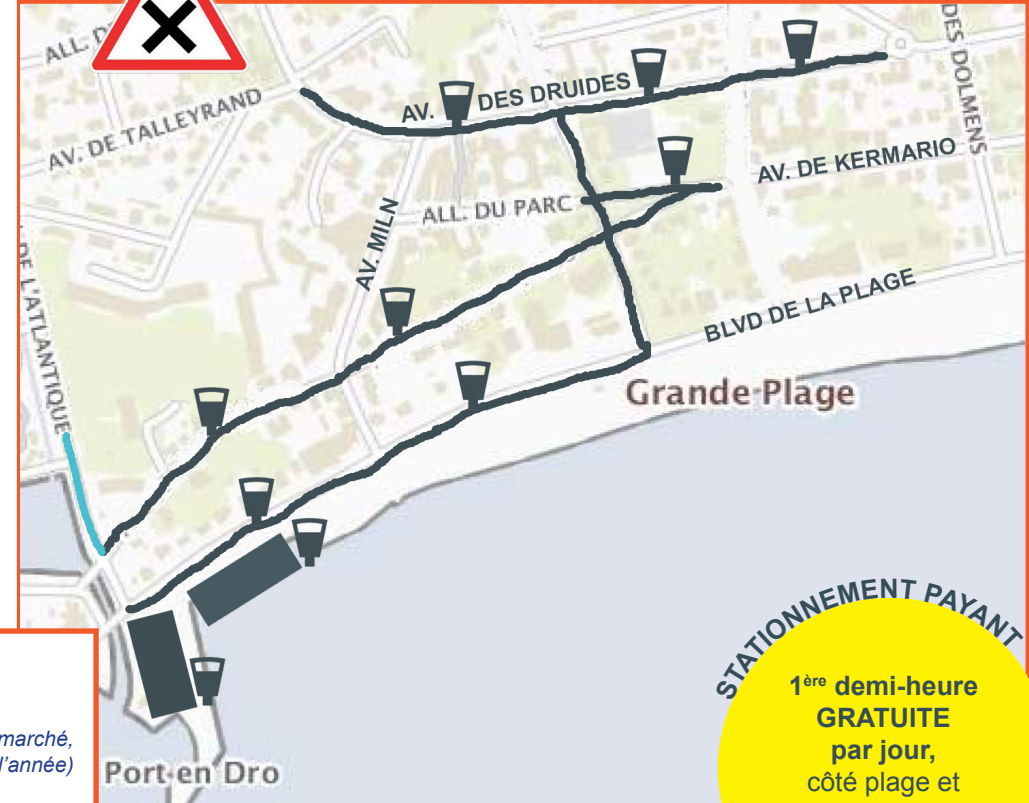 ALL. D
AV. DE TALLEYRAND
AV. DES DRUIDES
DES DOLMENS
AV. DE KERMARIO
ALL. DU PARC
AV. MILN
DE L'ATLANTIQUE
BLVD DE LA PLAGE
Grande Plage
STATIONNEMENT PAYANT
1ère demi-heure
GRATUITE
par jour,
côté plage et
marché,
l'année)
Port en Dro